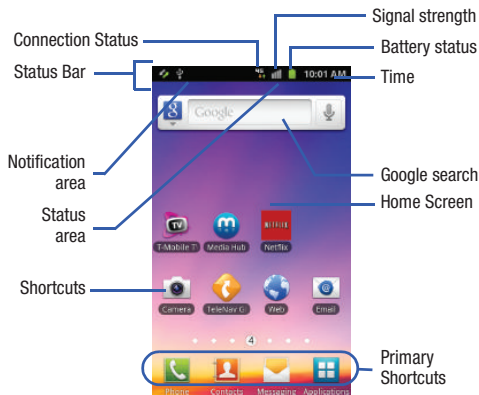 Signal strength
Connection Status
Battery status
Status Bar
4G
10:01 AM
Time
8
Google
Notification
area
Google search
Home Screen
Status
area
TV
m
NETFLIX
T-Mobile T
Media Hub
Netflix
Shortcuts
@
Camera
TeleNav G
Web
Email
4
Primary
Shortcuts
Phone
Contacts
Messaging
Applications